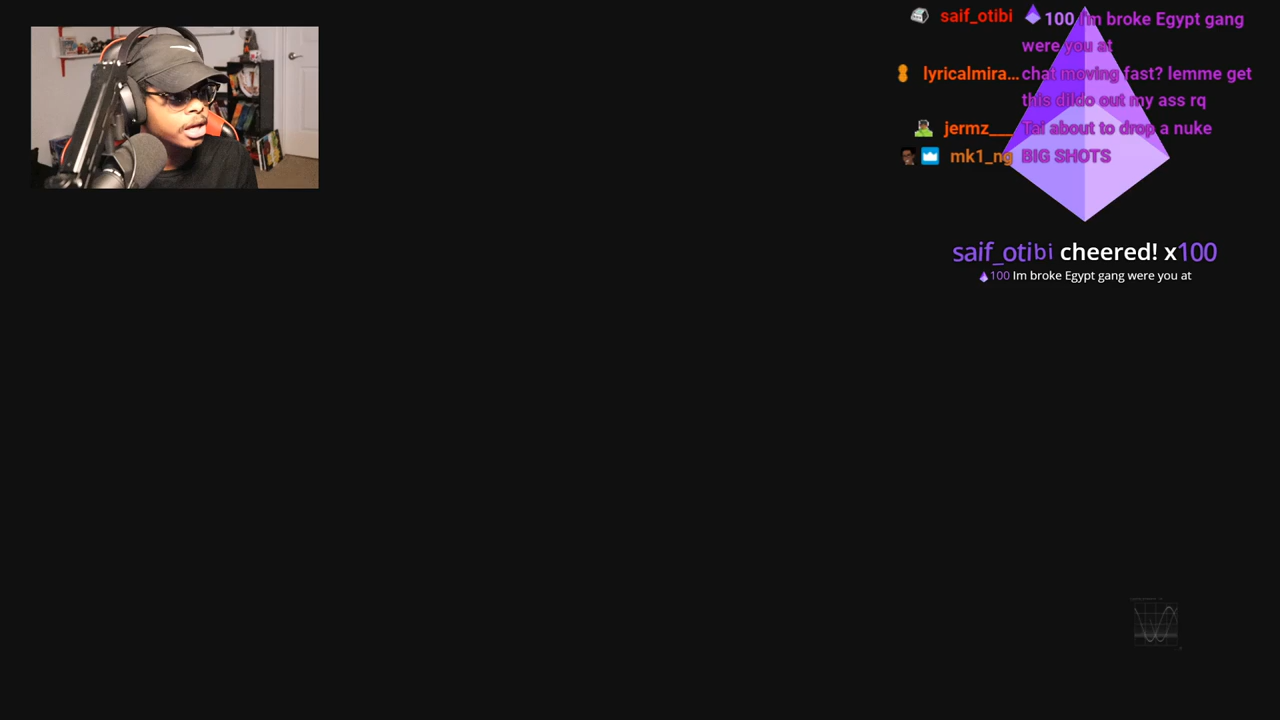 saif_otibi 100 I'm broke Egypt gang
were you at
lyricalmira... chat moving fast? lemme get
this dildo out my ass rq
jermz___ Tai about to drop a nuke
mk1_ng BIG SHOTS
saif_otibi cheered! x100
100 Im broke Egypt gang were you at